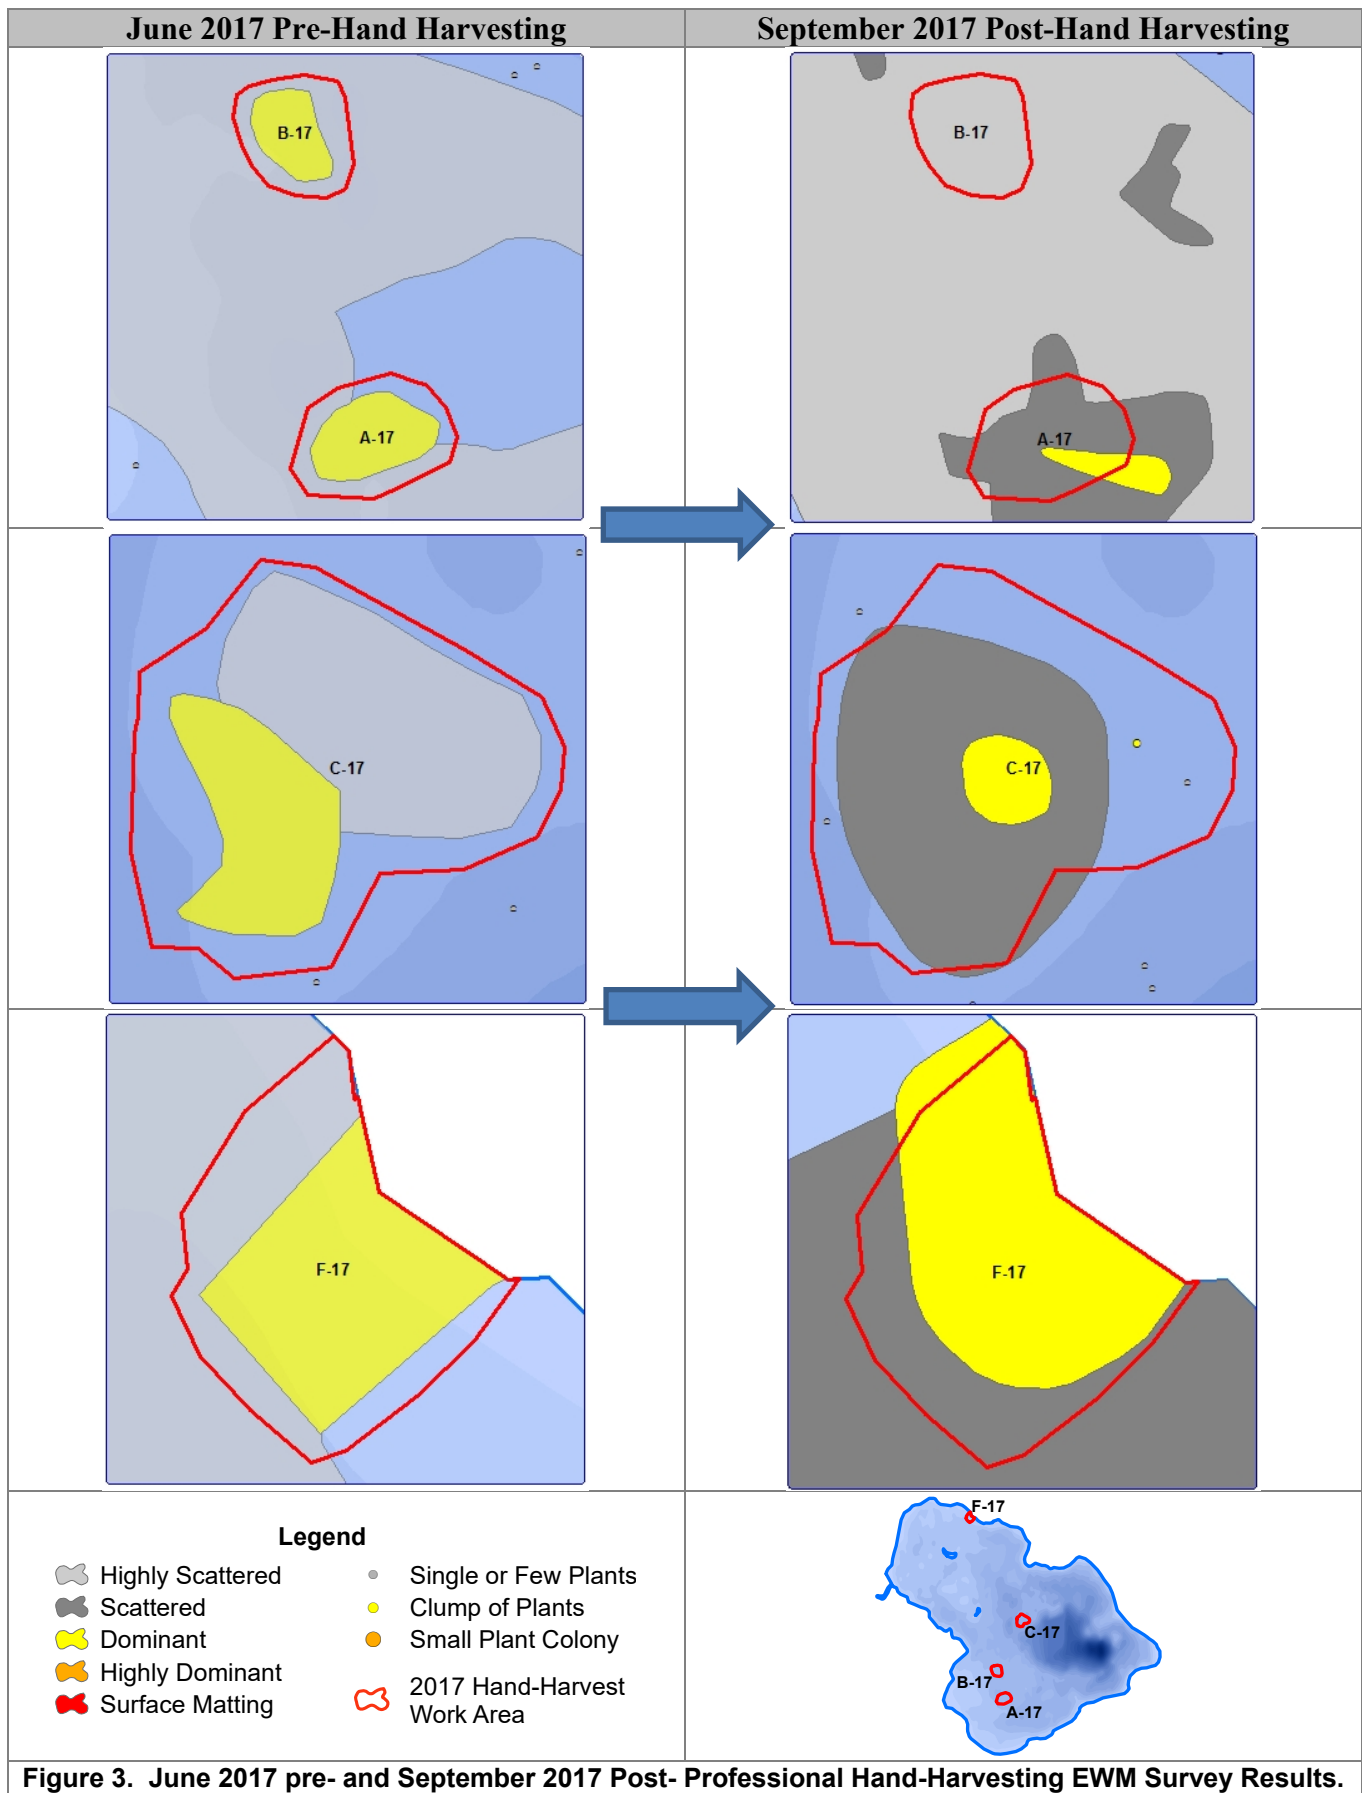 June 2017 Pre-Hand Harvesting
September 2017 Post-Hand Harvesting
B-17
A-17
B-17
A-17
C-17
C-17
F-17
F-17
Legend
Highly Scattered
Scattered
Dominant
Highly Dominant
Surface Matting
Single or Few Plants
Clump of Plants
Small Plant Colony
2017 Hand-Harvest
Work Area
F-17
C-17
B-17
A-17
Figure 3. June 2017 pre- and September 2017 Post- Professional Hand-Harvesting EWM Survey Results.